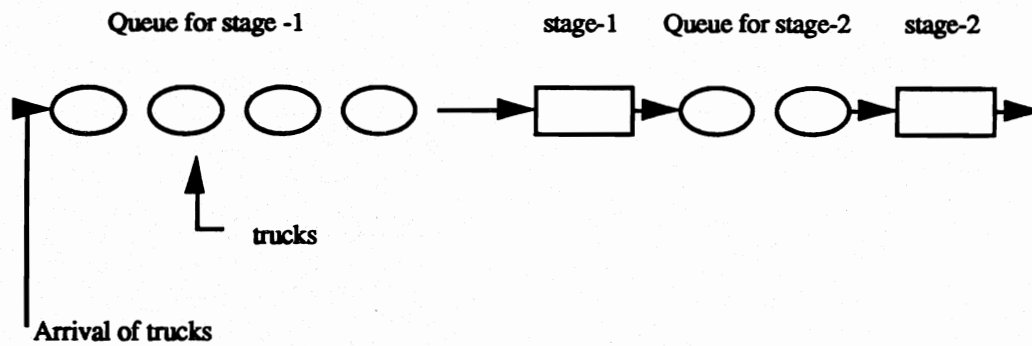 Queue for stage -1
stage-1
Queue for stage-2
stage-2
trucks
Arrival of trucks